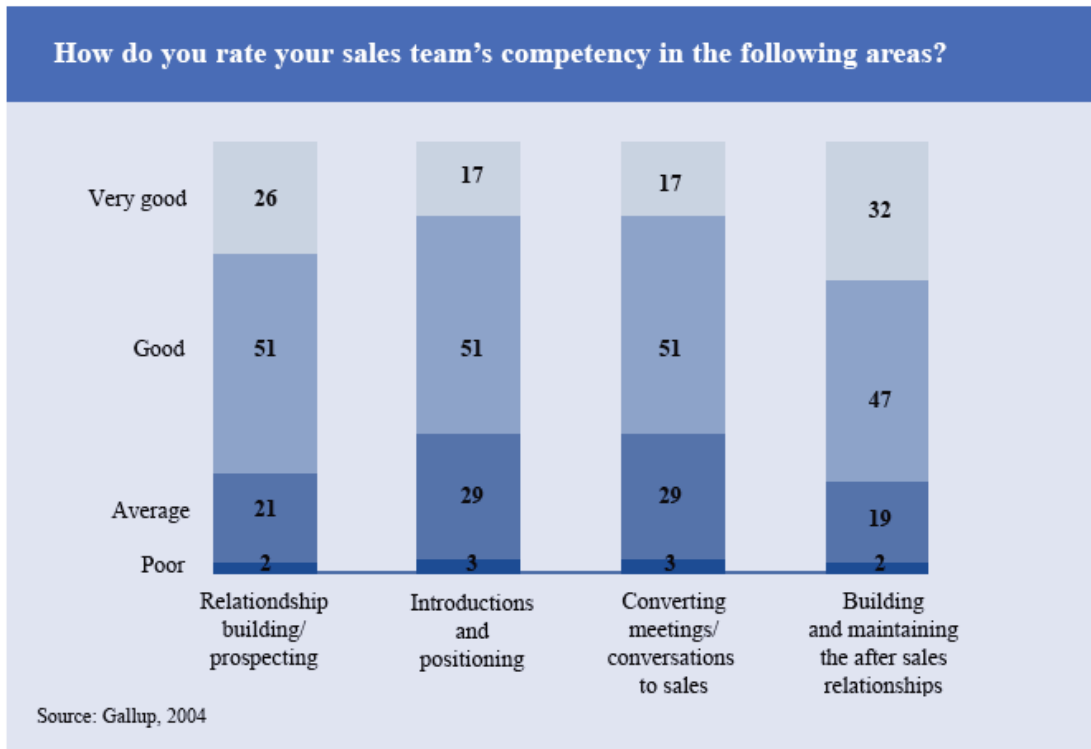 How do you rate your sales team's competency in the following areas?
Very good
26
17
17
32
Good
51
51
51
47
Average
21
29
29
19
Poor
2
3
3
2
Relationdship
building/
prospecting
Introductions
and
positioning
Converting
meetings/
conversations
to sales
Building
and maintaining
the after sales
relationships
Source: Gallup, 2004